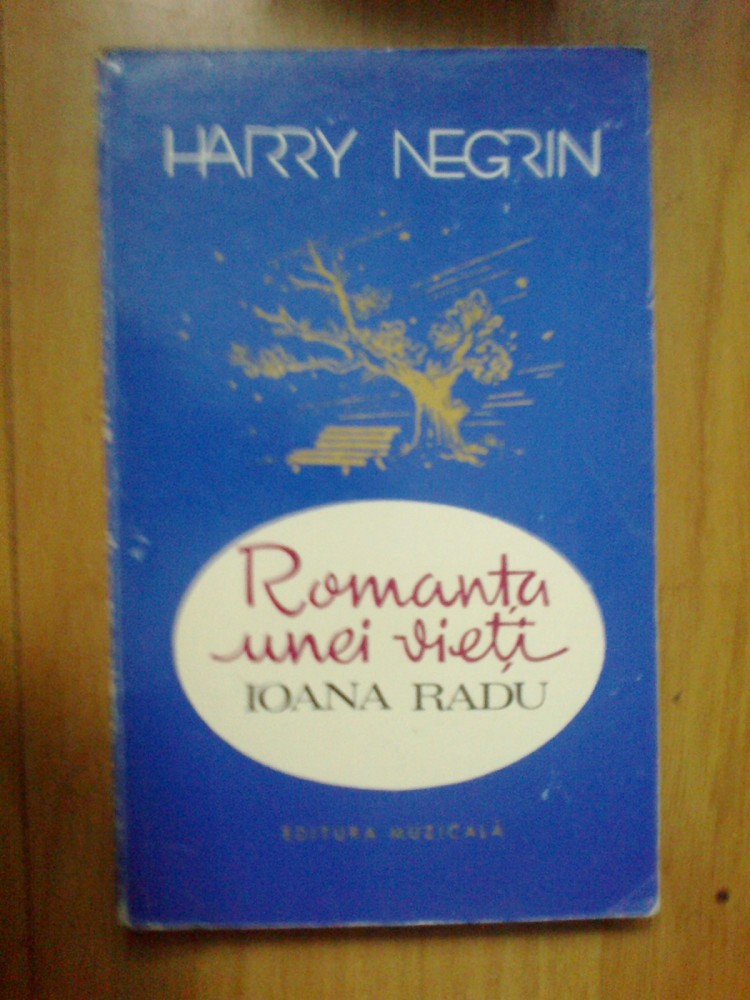 HARRY NEGRIN
Romanța
unei vieți
IOANA RADU
EDITURA MUZICALĂ